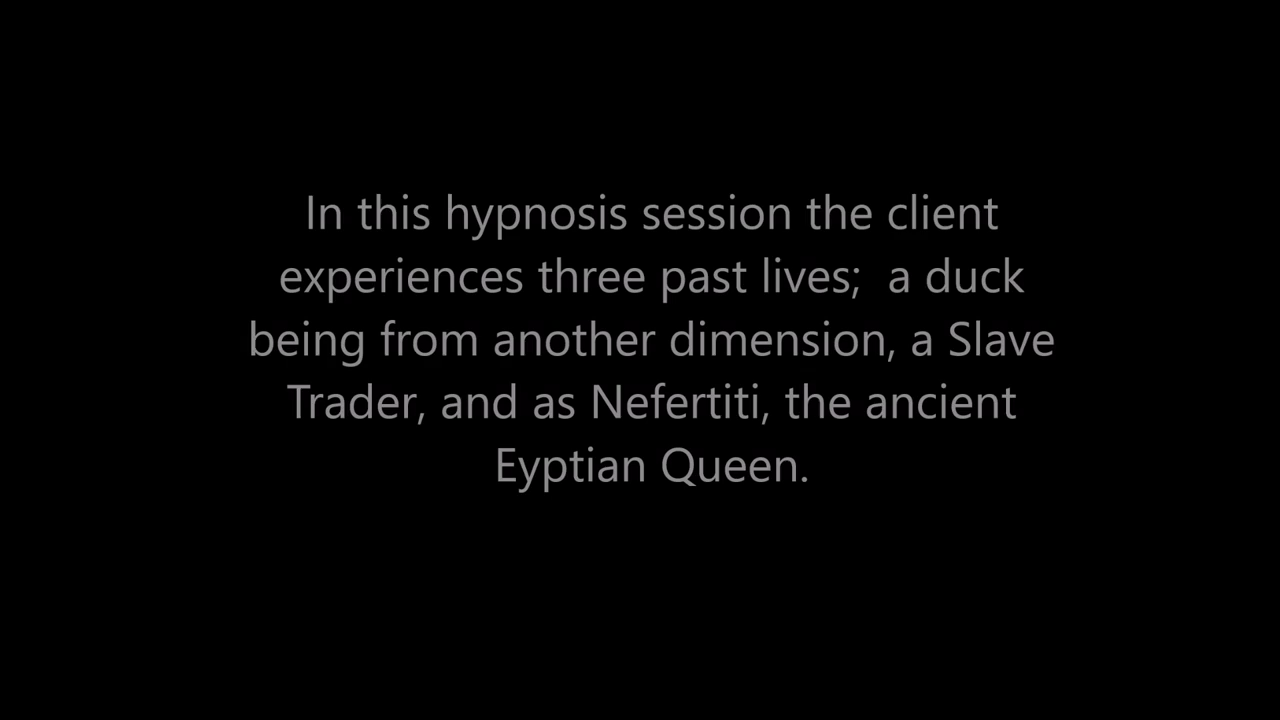 In this hypnosis session the client
experiences three past lives;  a duck
being from another dimension, a Slave
Trader, and as Nefertiti, the ancient
Eyptian Queen.